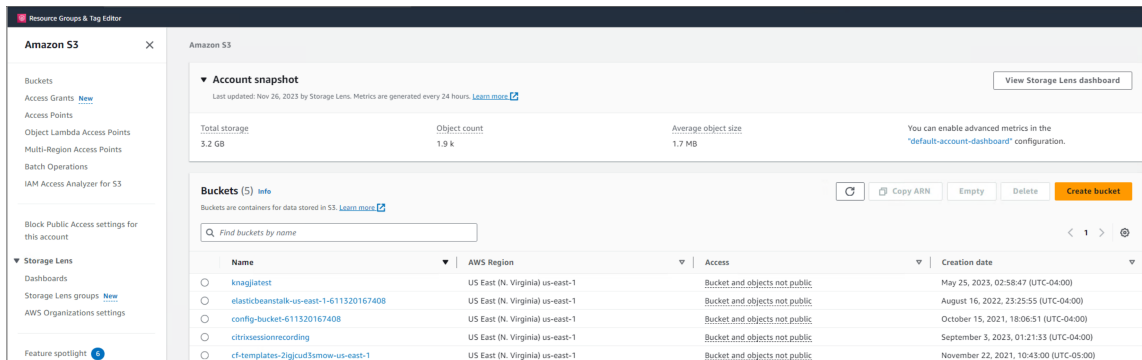 Resource Groups & Tag Editor
Amazon S3
Buckets
Access Grants New
Access Points
Object Lambda Access Points
Multi-Region Access Points
Batch Operations
IAM Access Analyzer for S3
Block Public Access settings for
this account
Storage Lens
Dashboards
Storage Lens groups New
AWS Organizations settings
Feature spotlight 6
Amazon S3
Account snapshot
View Storage Lens dashboard
Last updated: Nov 26, 2023 by Storage Lens. Metrics are generated every 24 hours. Learn more
Total storage
3.2 GB
Object count
1.9 k
Average object size
1.7 MB
You can enable advanced metrics in the
"default-account-dashboard" configuration.
Buckets (5) Info
Buckets are containers for data stored in S3. Learn more
Copy ARN Empty Delete Create bucket
Find buckets by name
1
Name AWS Region Access Creation date
knagjiatest US East (N. Virginia) us-east-1 Bucket and objects not public May 25, 2023, 02:58:47 (UTC-04:00)
elasticbeanstalk-us-east-1-611320167408 US East (N. Virginia) us-east-1 Bucket and objects not public August 16, 2022, 23:25:55 (UTC-04:00)
config-bucket-611320167408 US East (N. Virginia) us-east-1 Bucket and objects not public October 15, 2021, 18:06:51 (UTC-04:00)
citrixsessionrecording US East (N. Virginia) us-east-1 Bucket and objects not public September 3, 2023, 01:21:33 (UTC-04:00)
cf-templates-2igjcud3smow-us-east-1 US East (N. Virginia) us-east-1 Bucket and objects not public November 22, 2021, 10:43:00 (UTC-05:00)